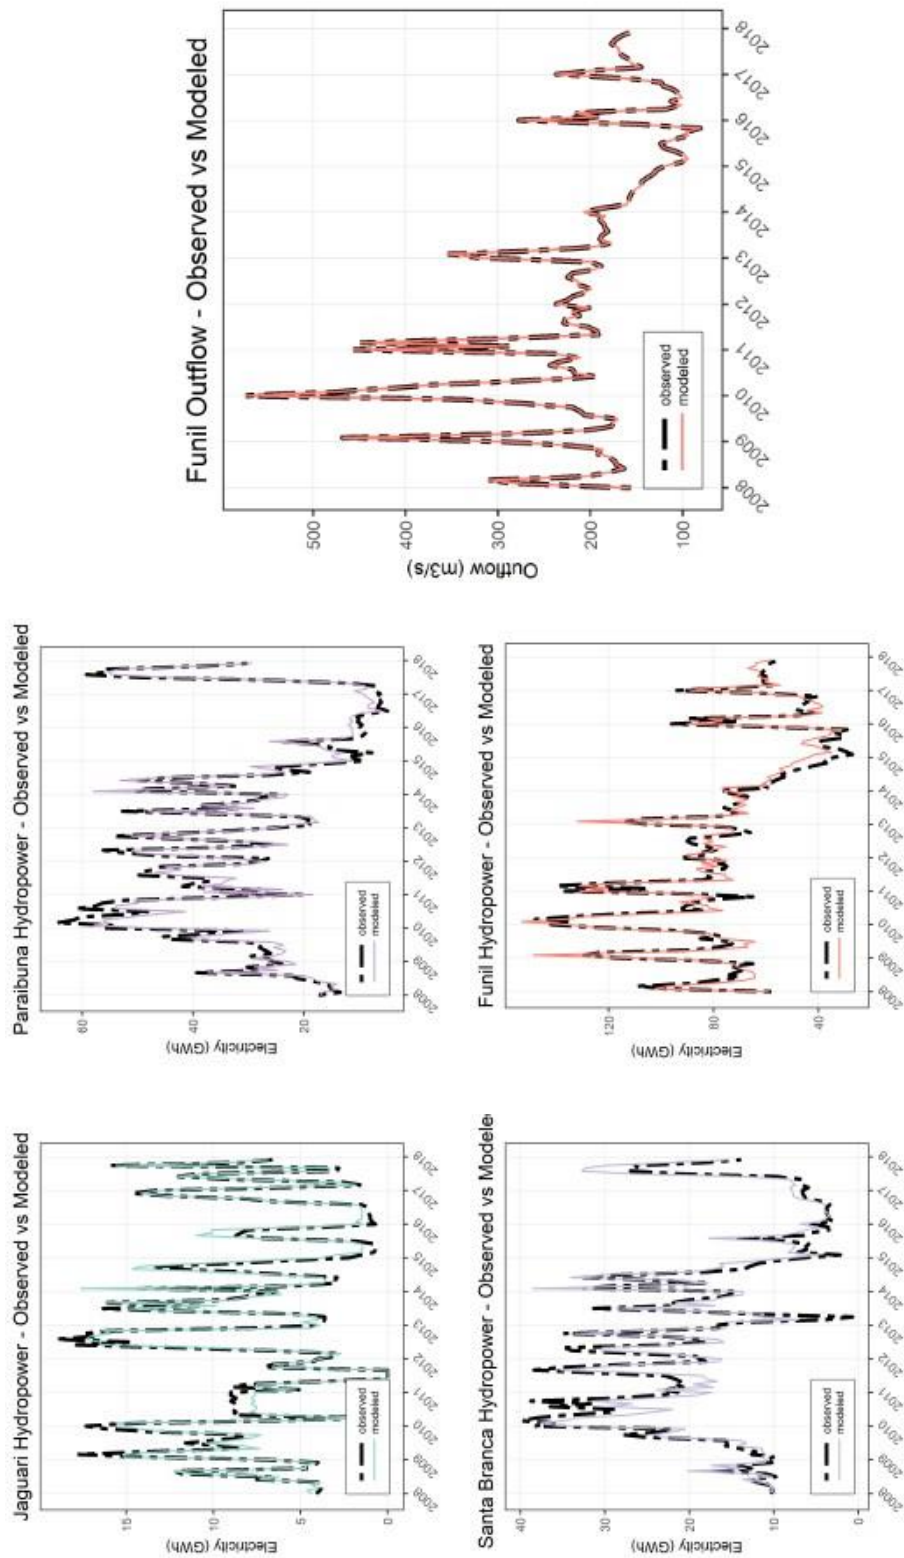 Jaguari Hydropower - Observed vs Modeled
Electricity (GWh)
15
10
5
0
observed
modeled
2008 2009 2010 2011 2012 2013 2014 2015 2016 2017 2018
Paraibuna Hydropower - Observed vs Modeled
Electricity (GWh)
60
40
20
observed
modeled
2008 2009 2010 2011 2012 2013 2014 2015 2016 2017 2018
Santa Branca Hydropower - Observed vs Modele
Electricity (GWh)
40
30
20
10
0
observed
modeled
2008 2009 2010 2011 2012 2013 2014 2015 2016 2017 2018
Funil Hydropower - Observed vs Modeled
Electricity (GWh)
120
80
40
observed
modeled
2008 2009 2010 2011 2012 2013 2014 2015 2016 2017 2018
Funil Outflow - Observed vs Modeled
Outflow (m3/s)
500
400
300
200
100
observed
modeled
2008 2009 2010 2011 2012 2013 2014 2015 2016 2017 2018